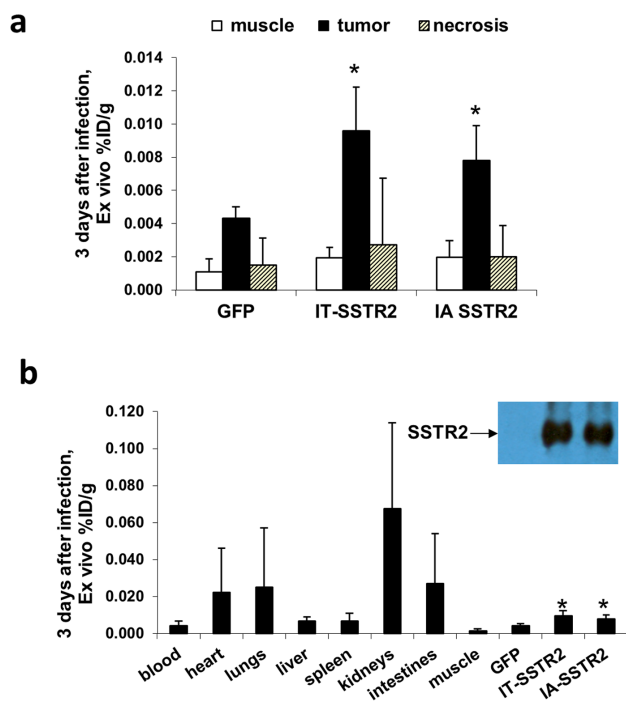 a
muscle tumor necrosis
3 days after infection,
Ex vivo %ID/g
0.014
0.012
0.010
0.008
0.006
0.004
0.002
0.000
* *
GFP IT-SSTR2 IA SSTR2
b
3 days after infection,
Ex vivo %ID/g
0.120
0.100
0.080
0.060
0.040
0.020
0.000
SSTR2
* *
blood heart lungs liver spleen kidneys intestines muscle GFP IT-SSTR2 IA-SSTR2